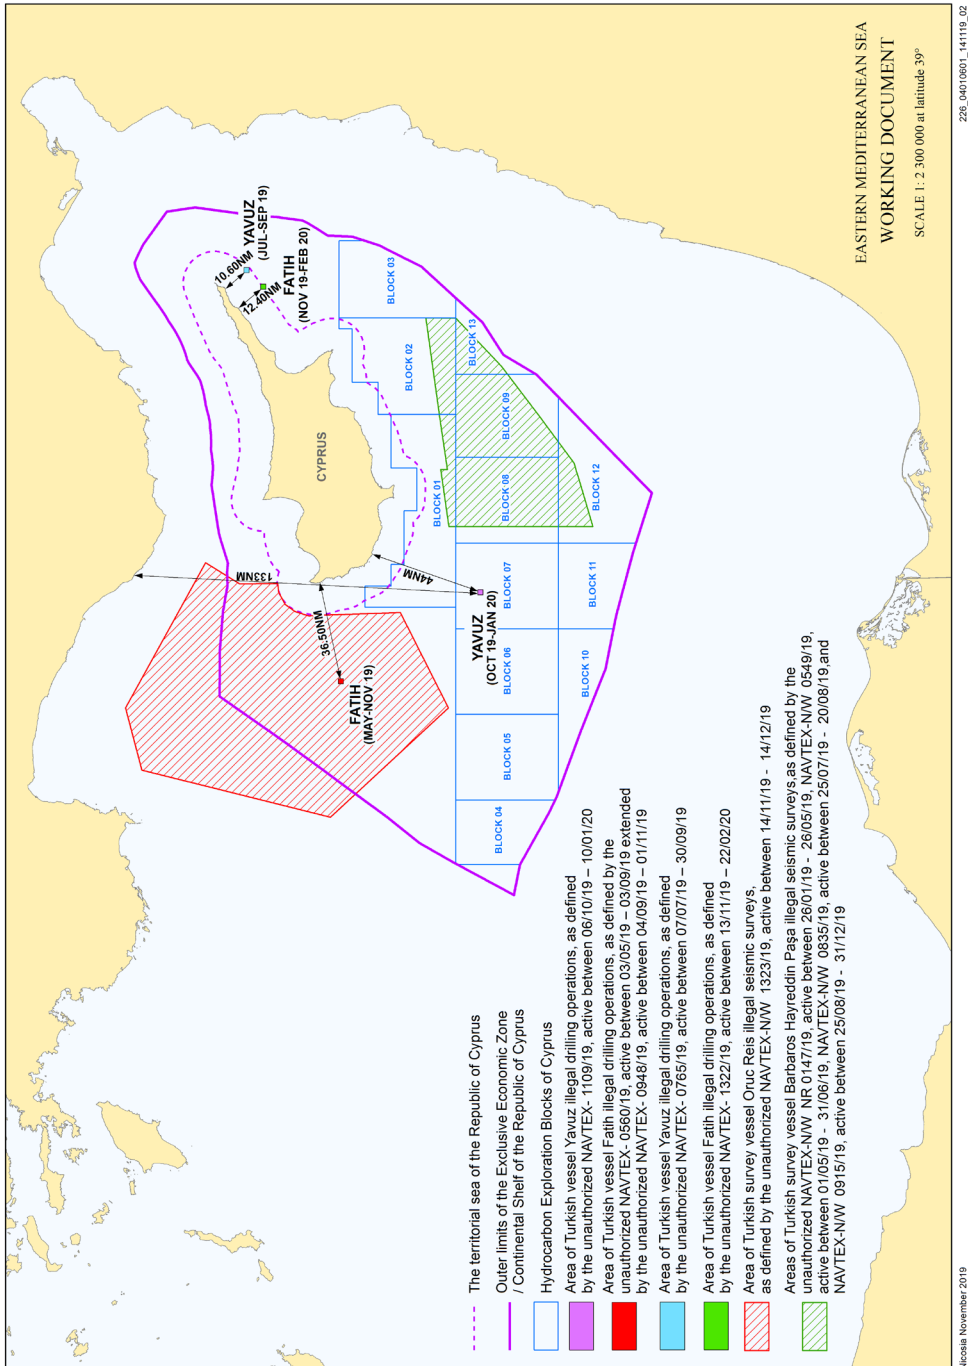 EASTERN MEDITERRANEAN SEA
WORKING DOCUMENT
SCALE 1: 2 300 000 at latitude 39°
226_04010601_141119_02
10.60NM
YAVUZ
(JUL-SEP 19)
12.40NM
FATIH
(NOV 19-FEB 20)
CYPRUS
133NM
36.50NM
FATIH
(MAY-NOV 19)
44NM
YAVUZ
(OCT 19-JAN 20)
BLOCK 03
BLOCK 02
BLOCK 13
BLOCK 01
BLOCK 09
BLOCK 08
BLOCK 12
BLOCK 07
BLOCK 11
BLOCK 06
BLOCK 10
BLOCK 05
BLOCK 04
The territorial sea of the Republic of Cyprus
Outer limits of the Exclusive Economic Zone
/ Continental Shelf of the Republic of Cyprus
Hydrocarbon Exploration Blocks of Cyprus
Area of Turkish vessel Yavuz illegal drilling operations, as defined
by the unauthorized NAVTEX- 1109/19, active between 06/10/19 – 10/01/20
Area of Turkish vessel Fatih illegal drilling operations, as defined by the
unauthorized NAVTEX- 0560/19, active between 03/05/19 – 03/09/19 extended
by the unauthorized NAVTEX- 0948/19, active between 04/09/19 – 01/11/19
Area of Turkish vessel Yavuz illegal drilling operations, as defined
by the unauthorized NAVTEX- 0765/19, active between 07/07/19 – 30/09/19
Area of Turkish vessel Fatih illegal drilling operations, as defined
by the unauthorized NAVTEX- 1322/19, active between 13/11/19 – 22/02/20
Area of Turkish survey vessel Oruc Reis illegal seismic surveys,
as defined by the unauthorized NAVTEX-N/W 1323/19, active between 14/11/19 - 14/12/19
Areas of Turkish survey vessel Barbaros Hayreddin Paşa illegal seismic surveys,as defined by the
unauthorized NAVTEX-N/W NR 0147/19, active between 26/01/19 - 26/05/19, NAVTEX-N/W 0549/19,
active between 01/05/19 - 31/06/19, NAVTEX-N/W 0835/19, active between 25/07/19 - 20/08/19,and
NAVTEX-N/W 0915/19, active between 25/08/19 - 31/12/19
icosia November 2019